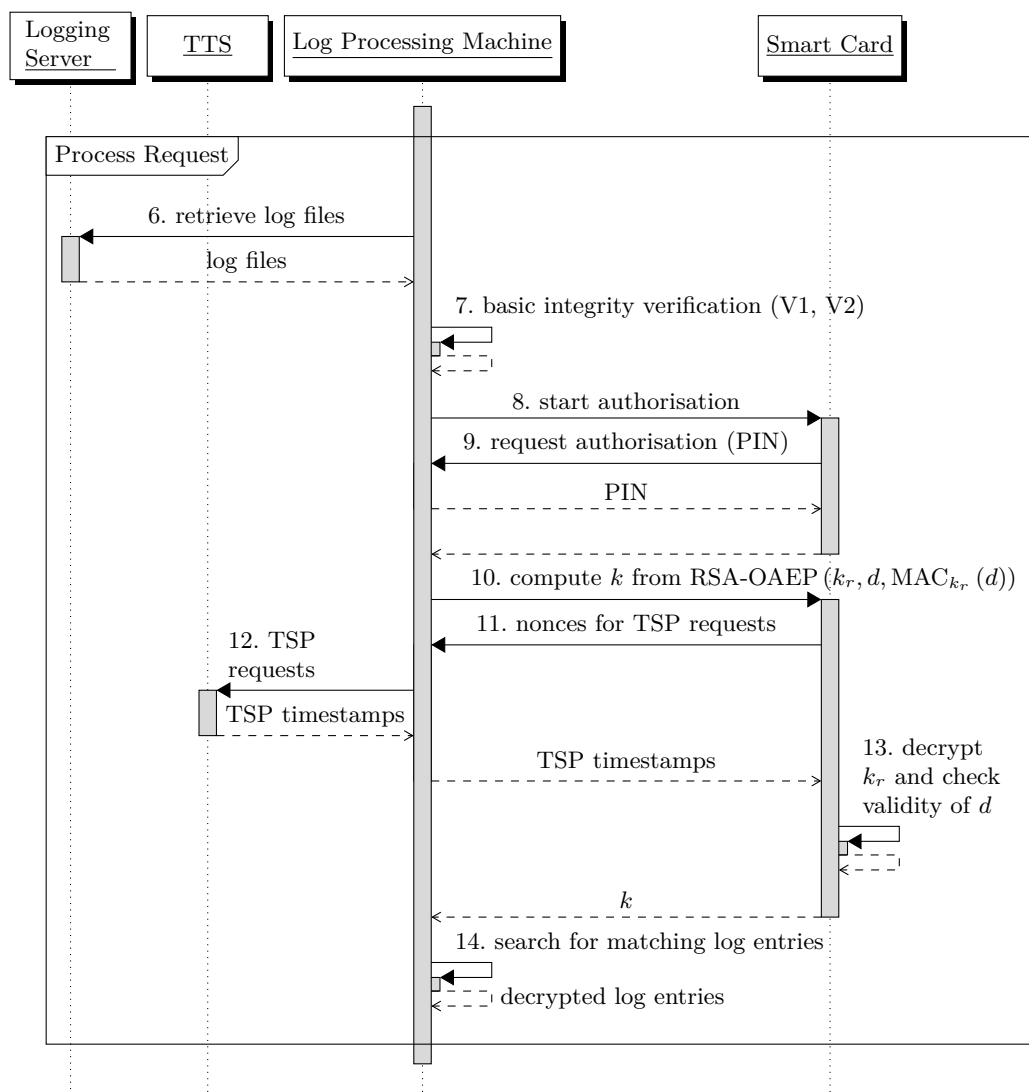 Logging
Server
TTS
Log Processing Machine
Smart Card
Process Request
6. retrieve log files
log files
7. basic integrity verification (V1, V2)
8. start authorisation
9. request authorisation (PIN)
PIN
10. compute k from RSA-OAEP (k_r, d, MAC_{k_r} (d))
11. nonces for TSP requests
12. TSP
requests
TSP timestamps
TSP timestamps
13. decrypt
k_r and check
validity of d
k
14. search for matching log entries
decrypted log entries